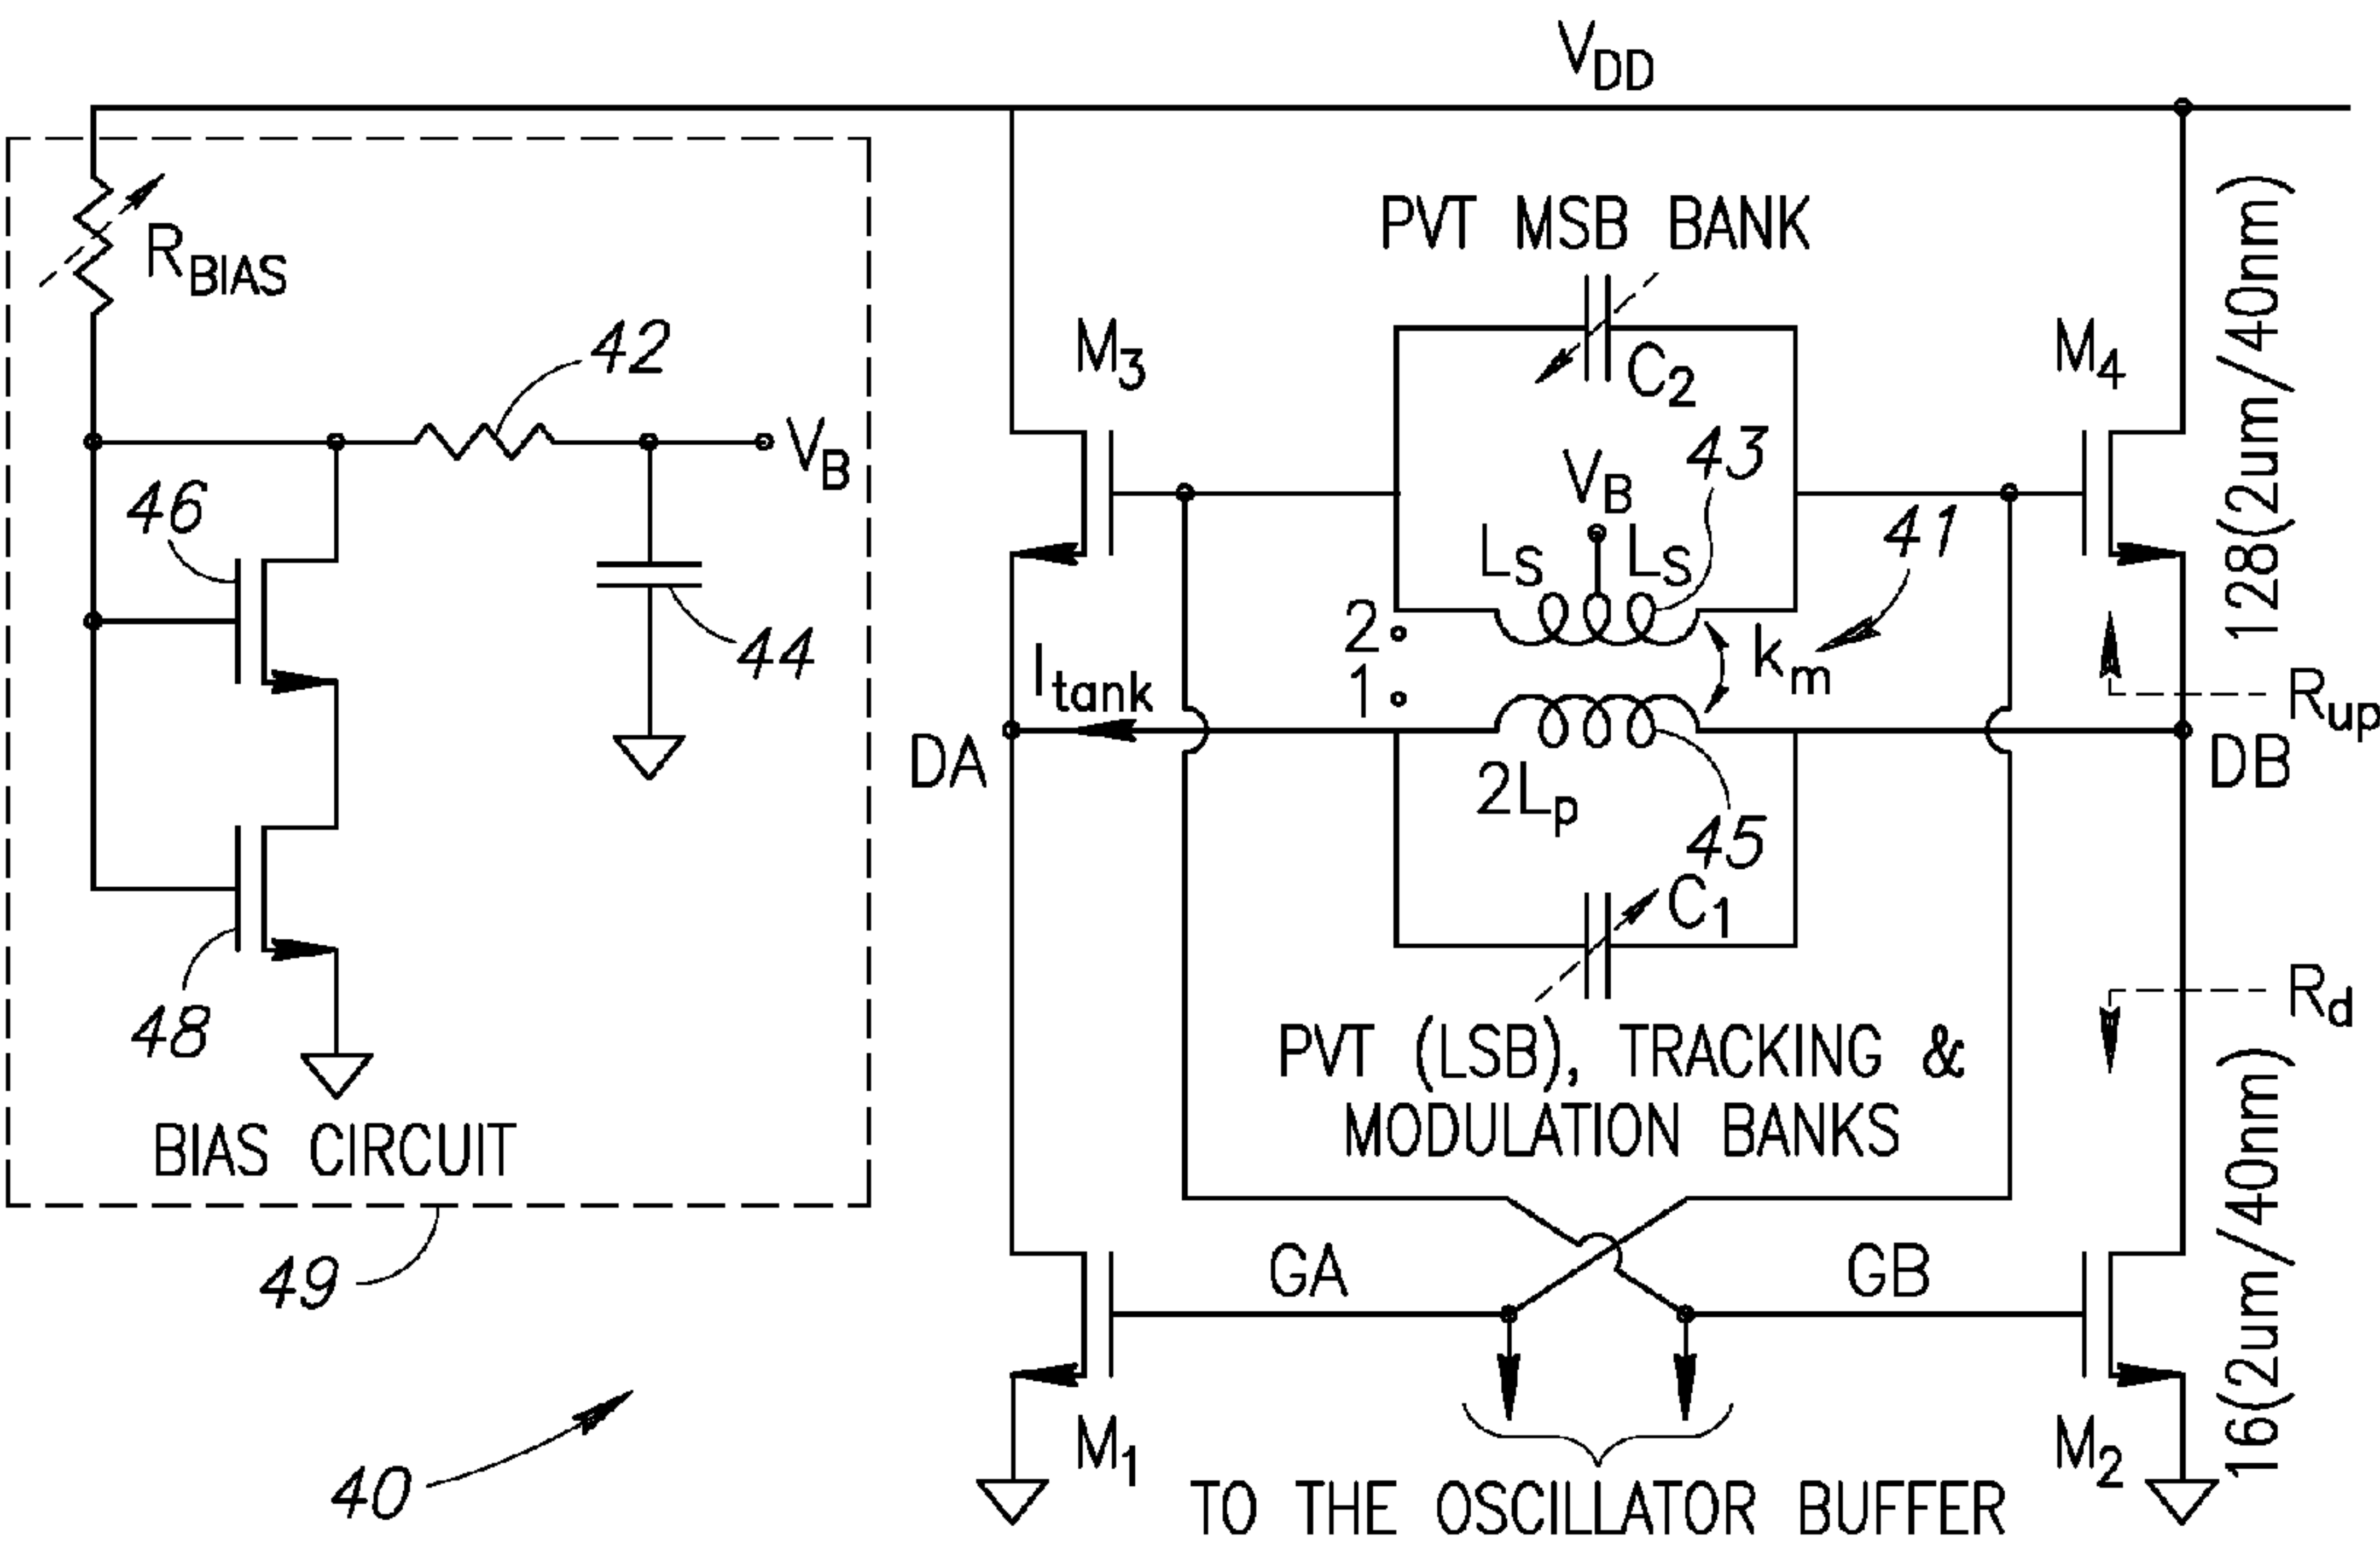 VDD
PVT MSB BANK
RBIAS
42
M3
C2
M4
128(2um/40nm)
VB
VB
43
46
LS
LS
41
2
44
km
1
Itank
Rup
DA
2Lp
DB
45
C1
48
Rd
PVT (LSB), TRACKING &
MODULATION BANKS
BIAS CIRCUIT
49
GA
GB
16(2um/40nm)
M1
M2
40
TO THE OSCILLATOR BUFFER